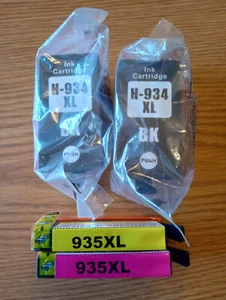 Ink
Cartridge
H-934
XL
BK
PUSH
Ink
Cartridge
H-934
XL
BK
PUSH
935XL
935XL